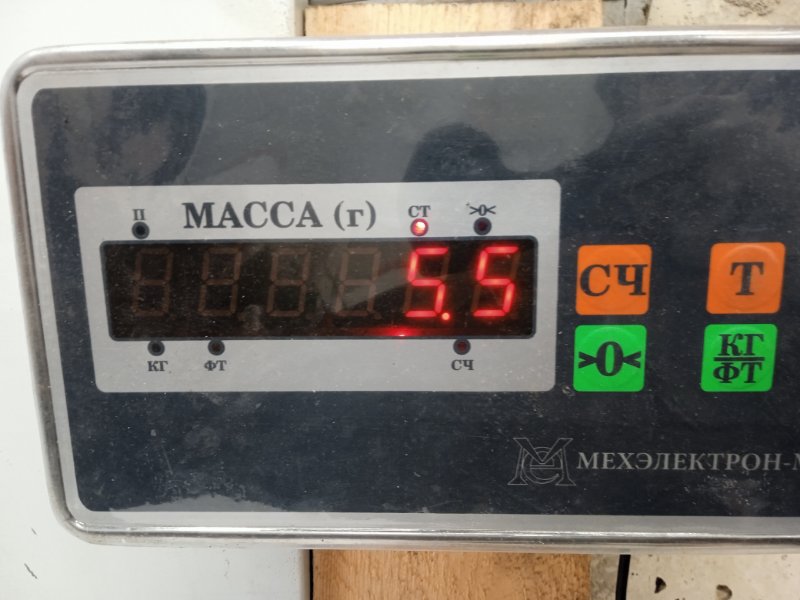 П МАССА (г) СТ >0<
5.5
КГ ФТ СЧ
СЧ Т
>0< КГ/ФТ
МЕХЭЛЕКТРОН-М